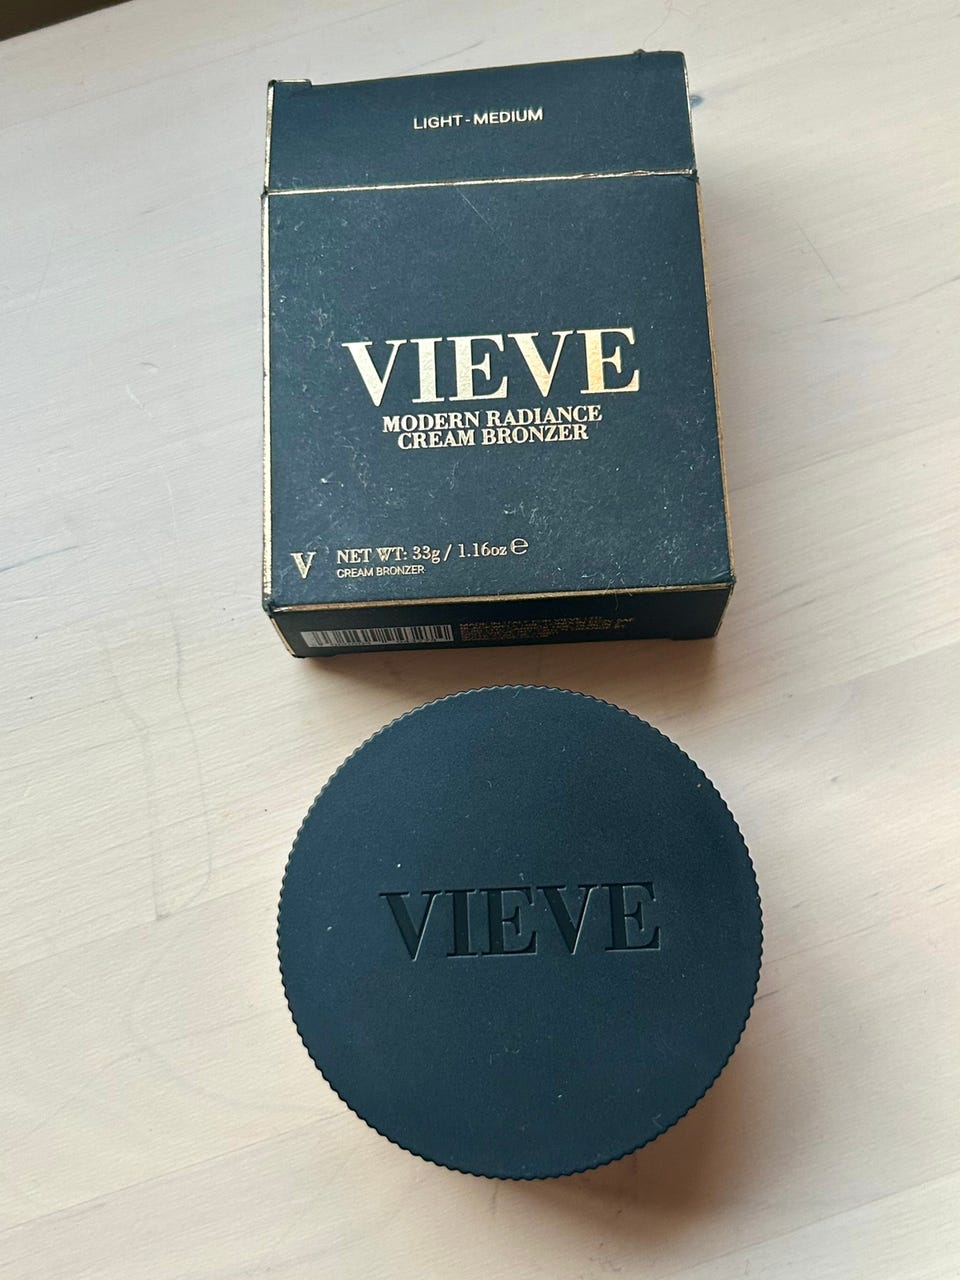 LIGHT-MEDIUM
VIEVE
MODERN RADIANCE
CREAM BRONZER
V
NET WT: 33g / 1.16oz ℮
CREAM BRONZER
VIEVE